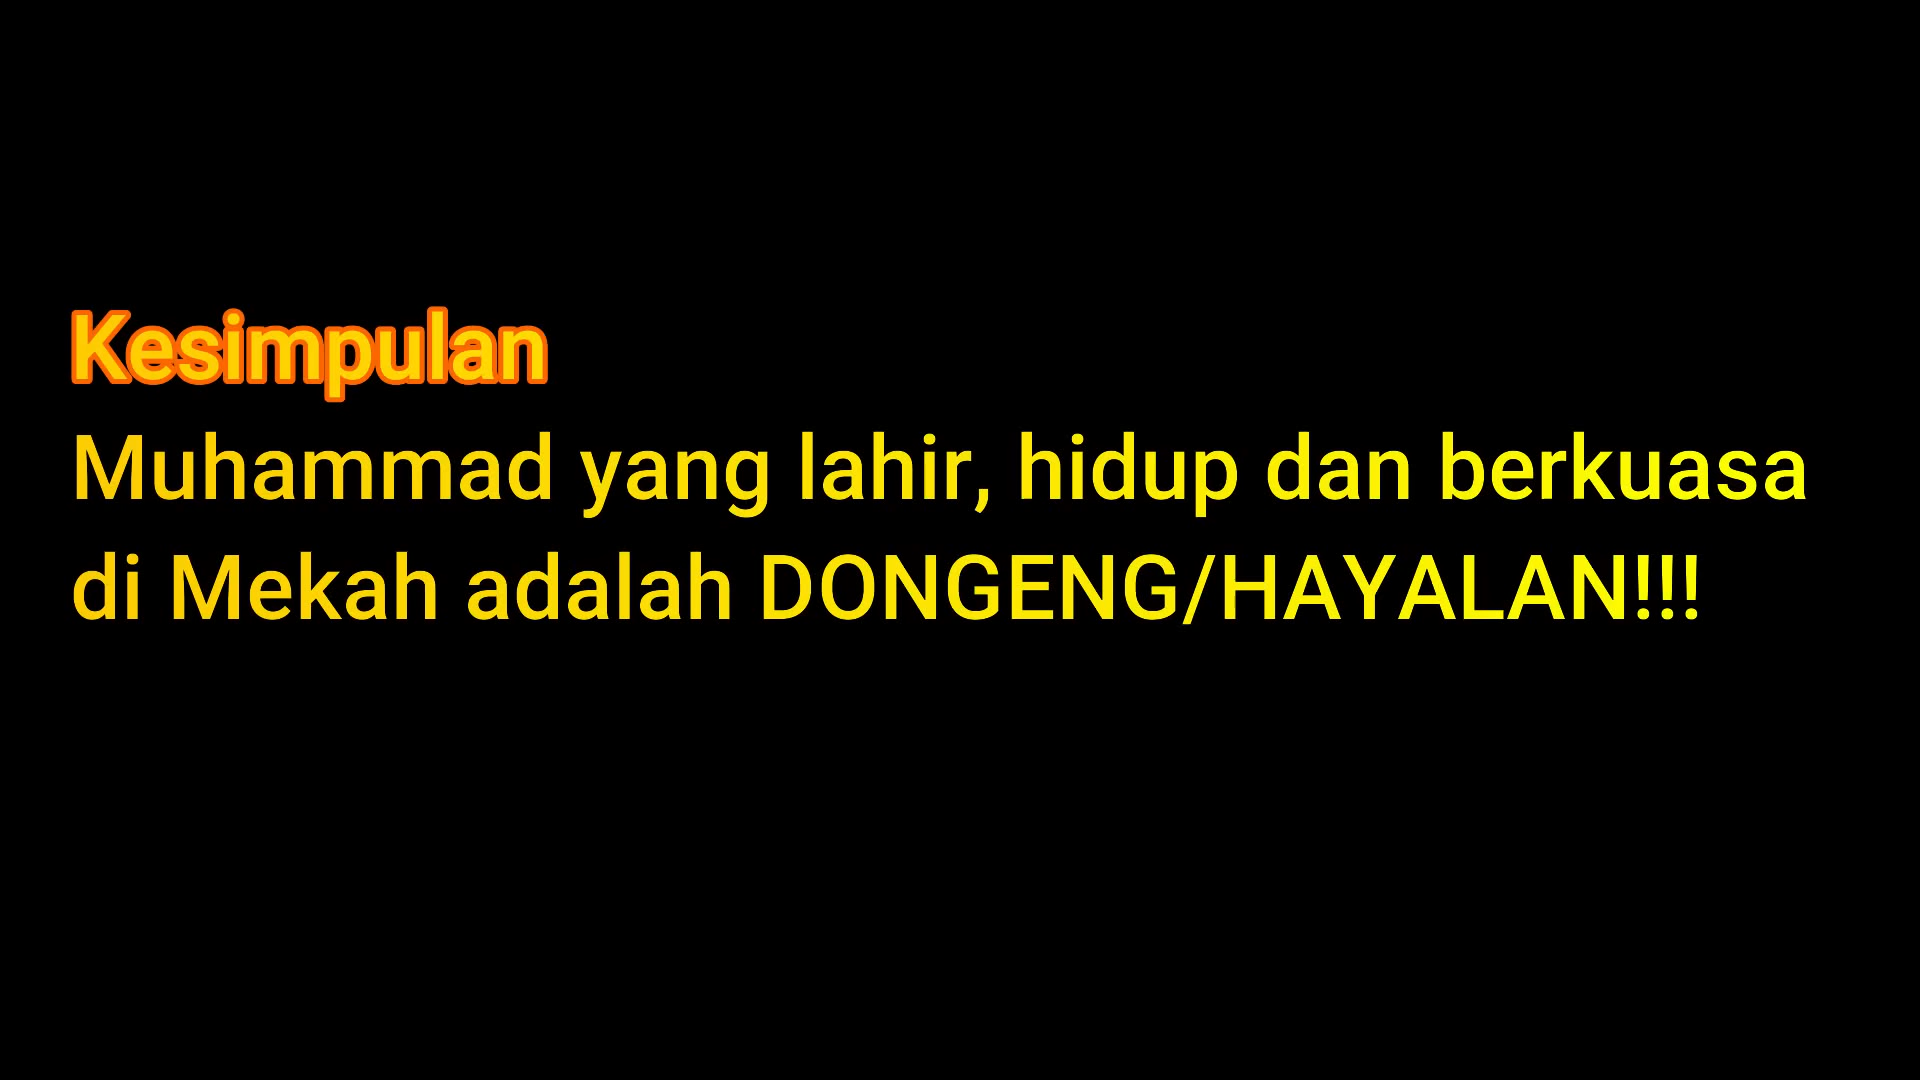 Kesimpulan
Muhammad yang lahir, hidup dan berkuasa
di Mekah adalah DONGENG/HAYALAN!!!